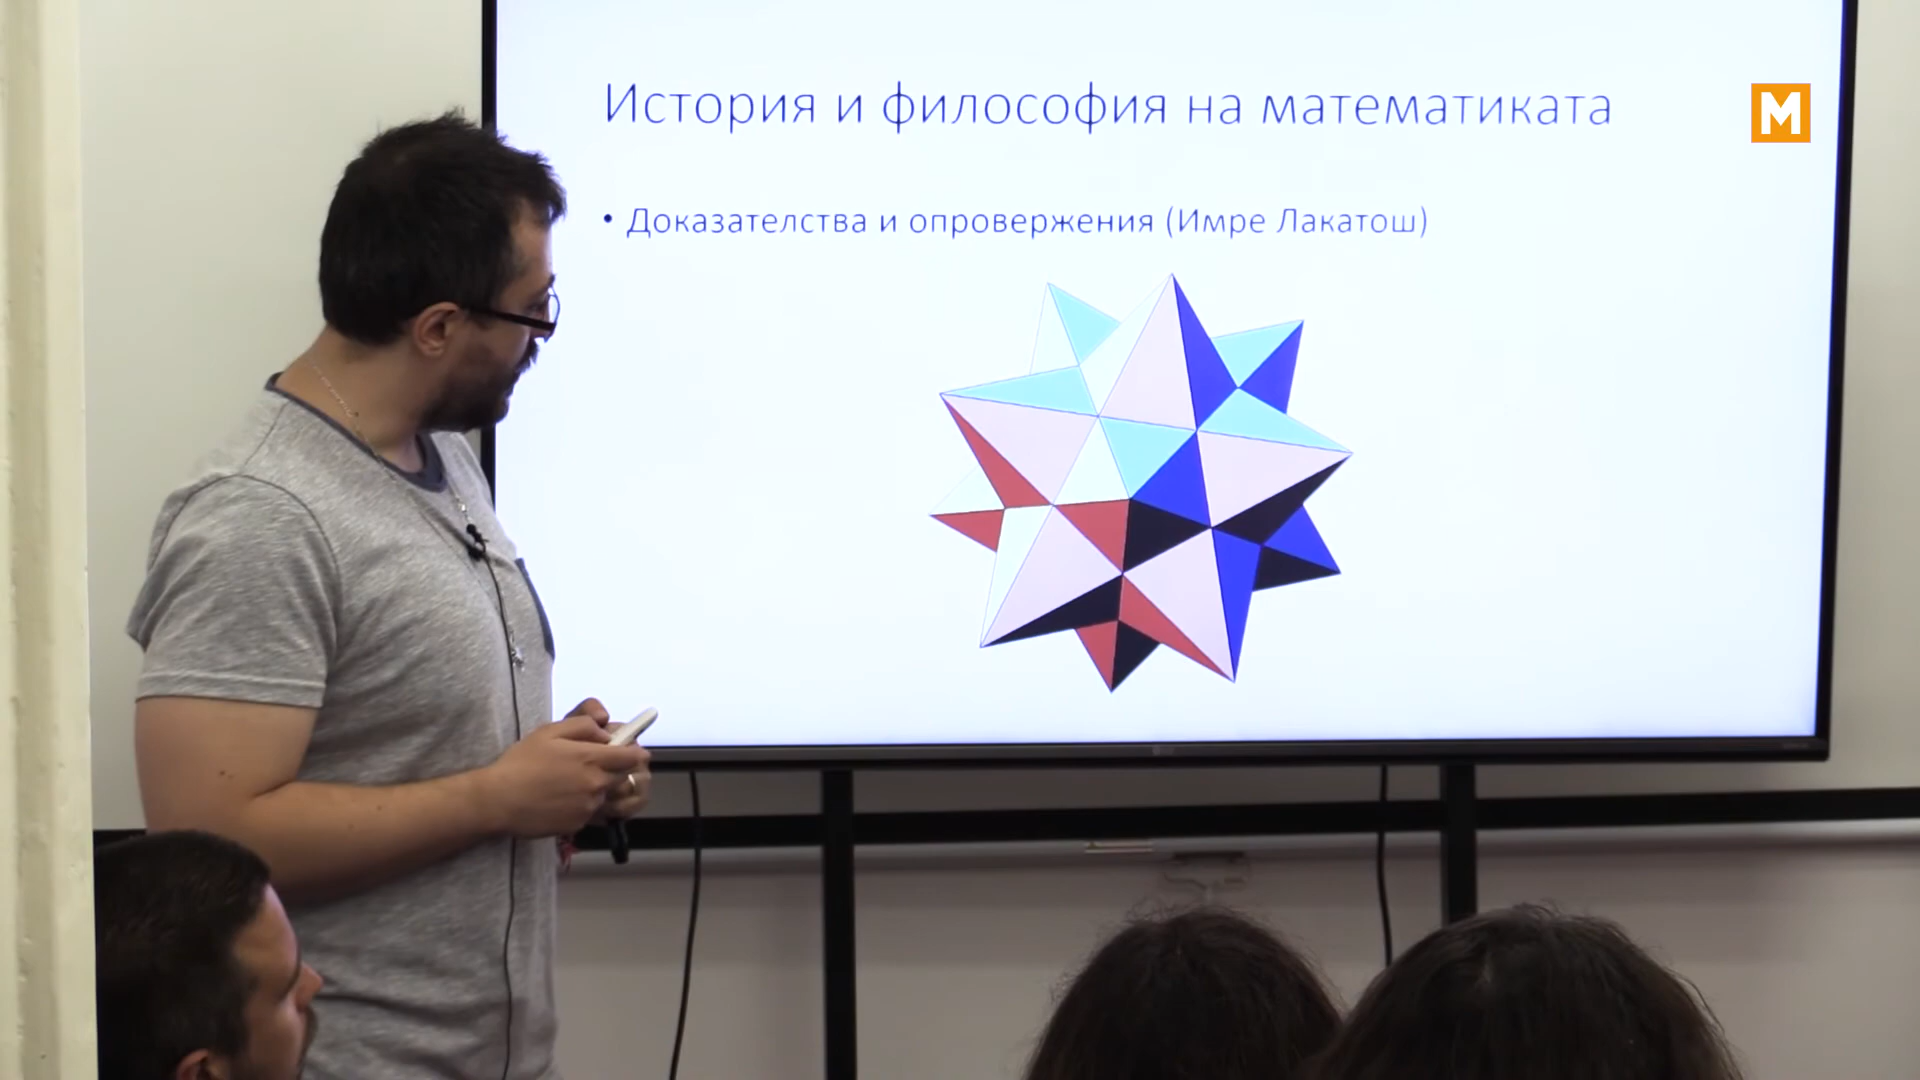 История и философия на математиката
M
• Доказателства и опровержения (Имре Лакатош)